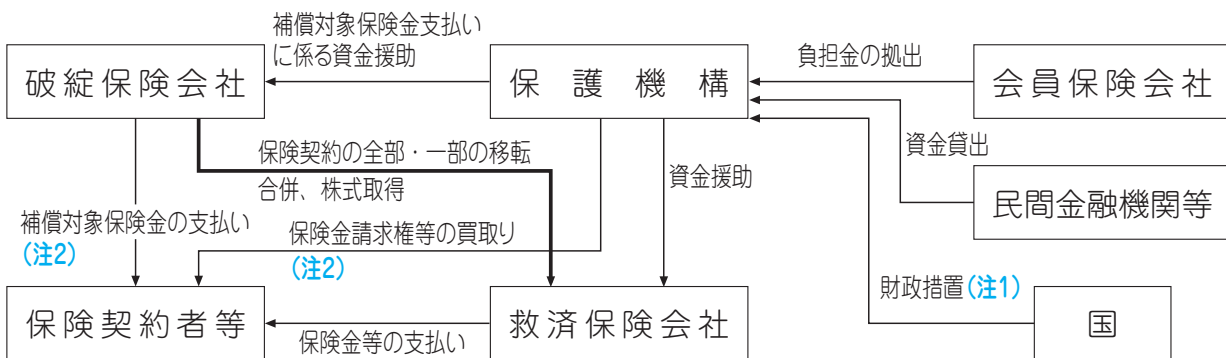 補償対象保険金支払い
に係る資金援助
破綻保険会社
保護機構
負担金の拠出
会員保険会社
保険契約の全部・一部の移転
合併、株式取得
資金援助
資金貸出
民間金融機関等
補償対象保険金の支払い
(注2)
保険金請求権等の買取り
(注2)
財政措置(注1)
保険契約者等
保険金等の支払い
救済保険会社
国